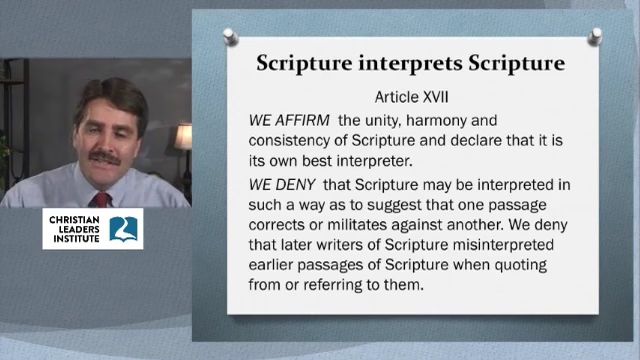 Scripture interprets Scripture
Article XVII
WE AFFIRM the unity, harmony and
consistency of Scripture and declare that it is
its own best interpreter.
WE DENY that Scripture may be interpreted in
such a way as to suggest that one passage
corrects or militates against another. We deny
that later writers of Scripture misinterpreted
earlier passages of Scripture when quoting
from or referring to them.
CHRISTIAN
LEADERS
INSTITUTE